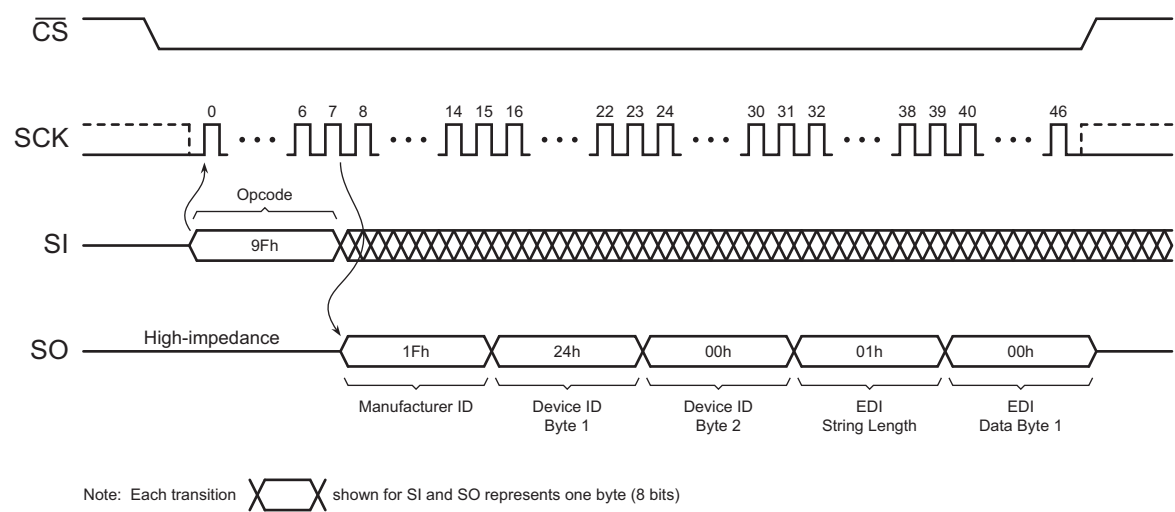 CS
SCK
0 6 7 8 14 15 16 22 23 24 30 31 32 38 39 40 46
Opcode
SI
9Fh
High-impedance
SO
1Fh 24h 00h 01h 00h
Manufacturer ID
Device ID
Byte 1
Device ID
Byte 2
EDI
String Length
EDI
Data Byte 1
Note: Each transition shown for SI and SO represents one byte (8 bits)